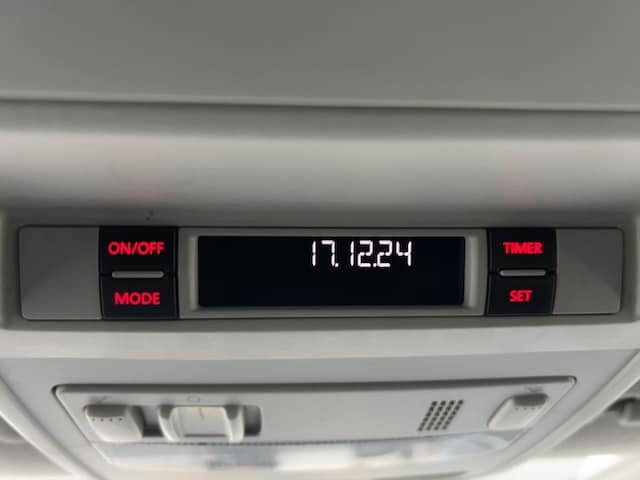 ON/OFF
17.12.24
TIMER
MODE
SET